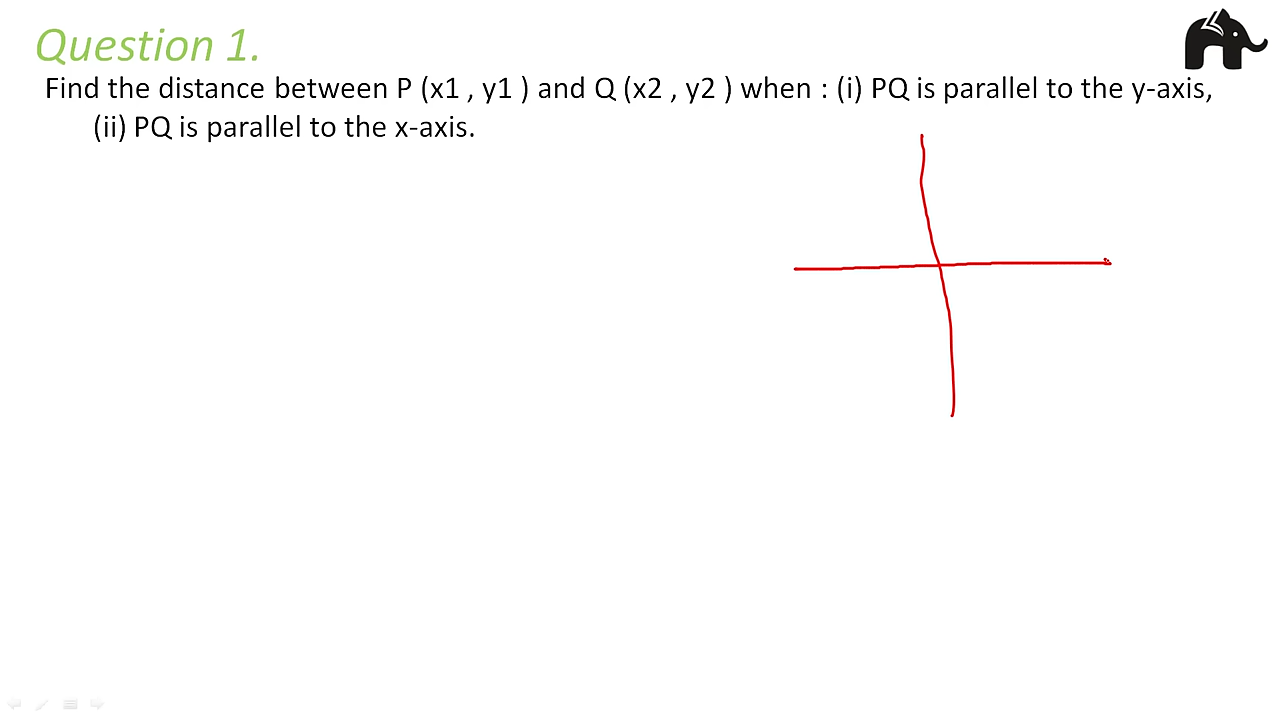 Question 1.
Find the distance between P (x1 , y1 ) and Q (x2 , y2 ) when : (i) PQ is parallel to the y-axis,
(ii) PQ is parallel to the x-axis.